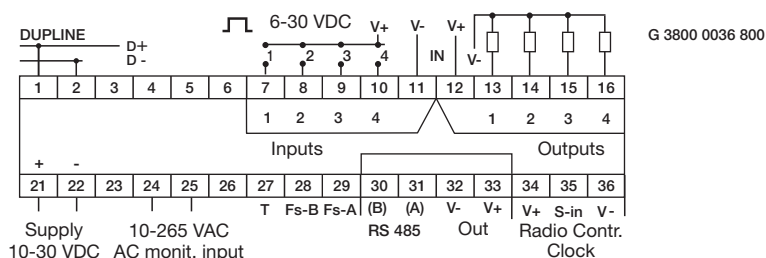 6-30 VDC
G 3800 0036 800
DUPLINE
D+
D -
V+ V- V+
IN
V-
1 2 3 4
1 2 3 4 5 6 7 8 9 10 11 12 13 14 15 16
1 2 3 4 1 2 3 4
Inputs Outputs
+ -
21 22 23 24 25 26 27 28 29 30 31 32 33 34 35 36
T Fs-B Fs-A (B) (A) V- V+ V+ S-in V-
Supply 10-265 VAC RS 485 Out Radio Contr.
10-30 VDC AC monit. input Clock